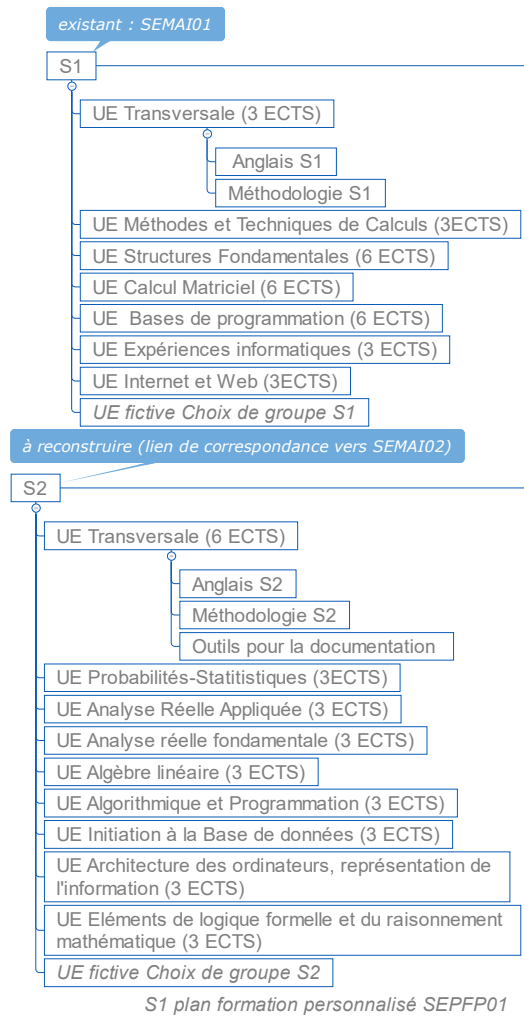 existant : SEMAI01
S1
UE Transversale (3 ECTS)
Anglais S1
Méthodologie S1
UE Méthodes et Techniques de Calculs (3ECTS)
UE Structures Fondamentales (6 ECTS)
UE Calcul Matriciel (6 ECTS)
UE  Bases de programmation (6 ECTS)
UE Expériences informatiques (3 ECTS)
UE Internet et Web (3ECTS)
UE fictive Choix de groupe S1
à reconstruire (lien de correspondance vers SEMAI02)
S2
UE Transversale (6 ECTS)
Anglais S2
Méthodologie S2
Outils pour la documentation
UE Probabilités-Statitistiques (3ECTS)
UE Analyse Réelle Appliquée (3 ECTS)
UE Analyse réelle fondamentale (3 ECTS)
UE Algèbre linéaire (3 ECTS)
UE Algorithmique et Programmation (3 ECTS)
UE Initiation à la Base de données (3 ECTS)
UE Architecture des ordinateurs, représentation de
l'information (3 ECTS)
UE Eléments de logique formelle et du raisonnement
mathématique (3 ECTS)
UE fictive Choix de groupe S2
S1 plan formation personnalisé SEPFP01